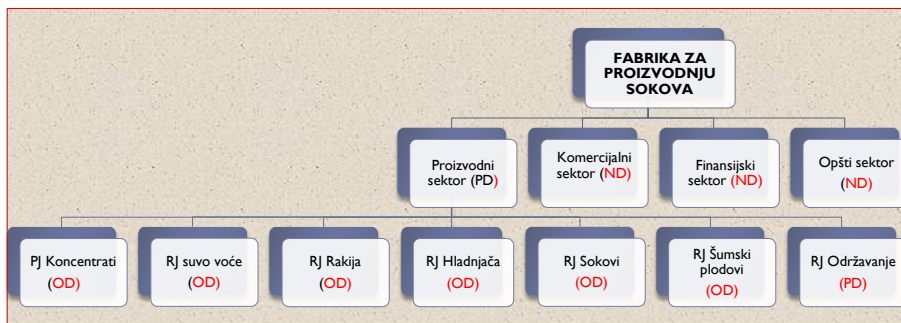 FABRIKA ZA
PROIZVODNJU
SOKOVA
Proizvodni
sektor (PD)
Komercijalni
sektor (ND)
Finansijski
sektor (ND)
Opšti sektor
(ND)
PJ Koncentrati
(OD)
RJ suvo voće
(OD)
RJ Rakija
(OD)
RJ Hladnjača
(OD)
RJ Sokovi
(OD)
RJ Šumski
plodovi
(OD)
RJ Održavanje
(PD)